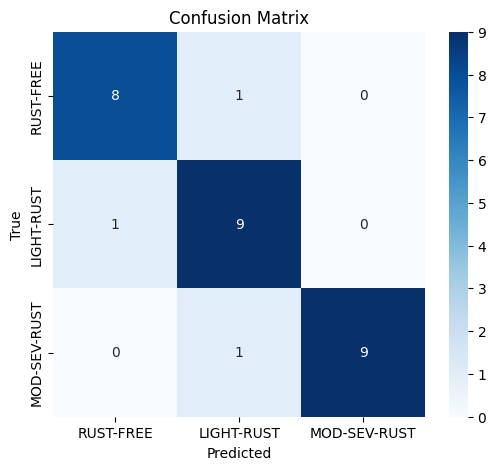 Confusion Matrix
True
RUST-FREE
8
1
0
LIGHT-RUST
1
9
0
MOD-SEV-RUST
0
1
9
RUST-FREE
LIGHT-RUST
MOD-SEV-RUST
Predicted
9
8
7
6
5
4
3
2
1
0